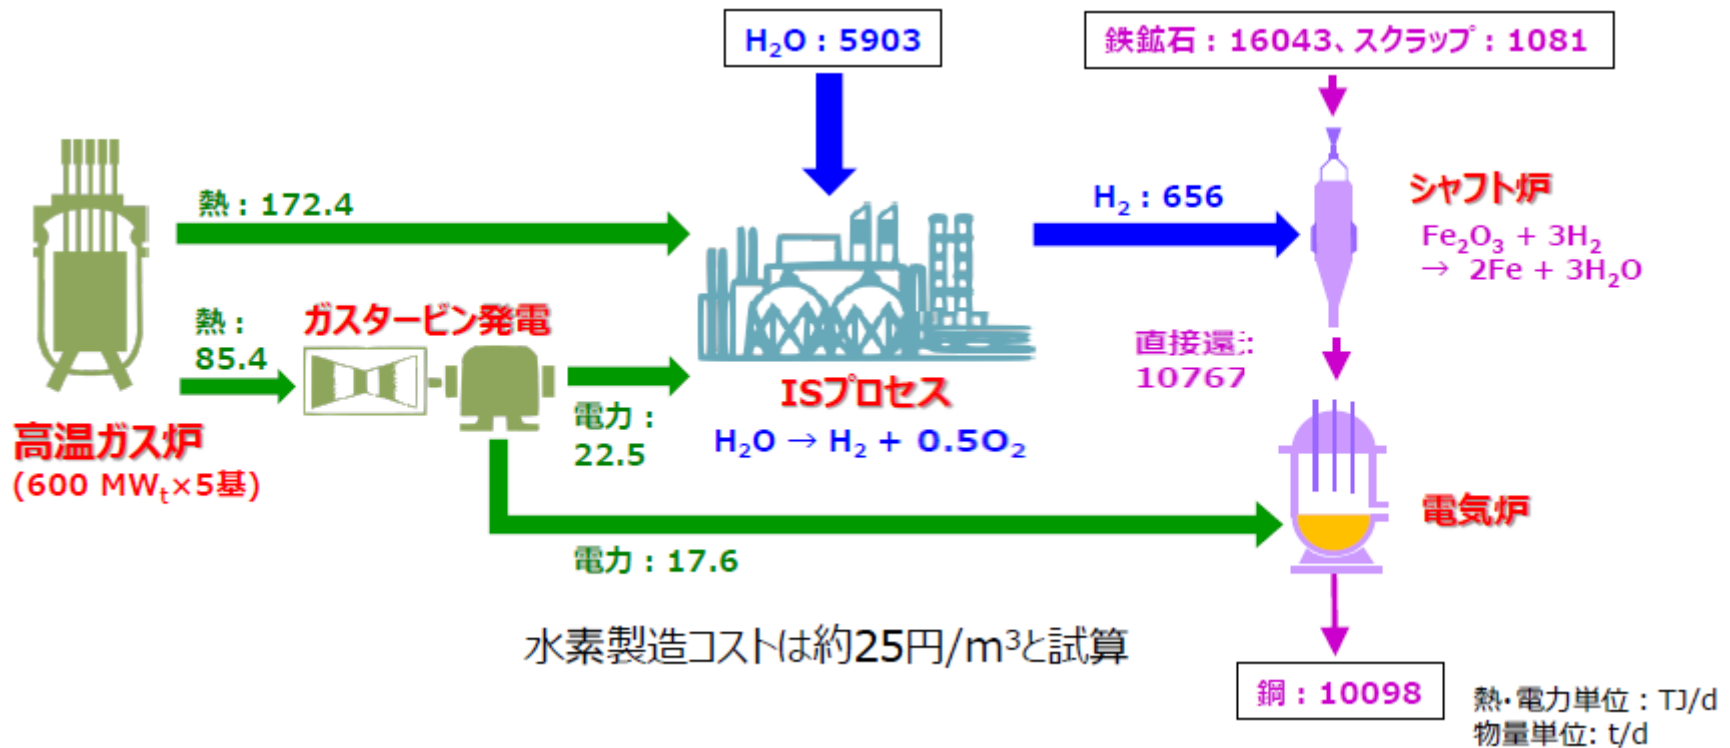 H₂O : 5903
鉄鉱石 : 16043、スクラップ : 1081
熱 : 172.4
H₂ : 656
シャフト炉
Fe₂O₃ + 3H₂
→ 2Fe + 3H₂O
熱 :
85.4
ガスタービン発電
直接還
10767
ISプロセス
H₂O → H₂ + 0.5O₂
電力 :
22.5
高温ガス炉
(600 MWₜ×5基)
電気炉
電力 : 17.6
水素製造コストは約25円/m³と試算
鋼 : 10098
熱・電力単位 : TJ/d
物量単位: t/d